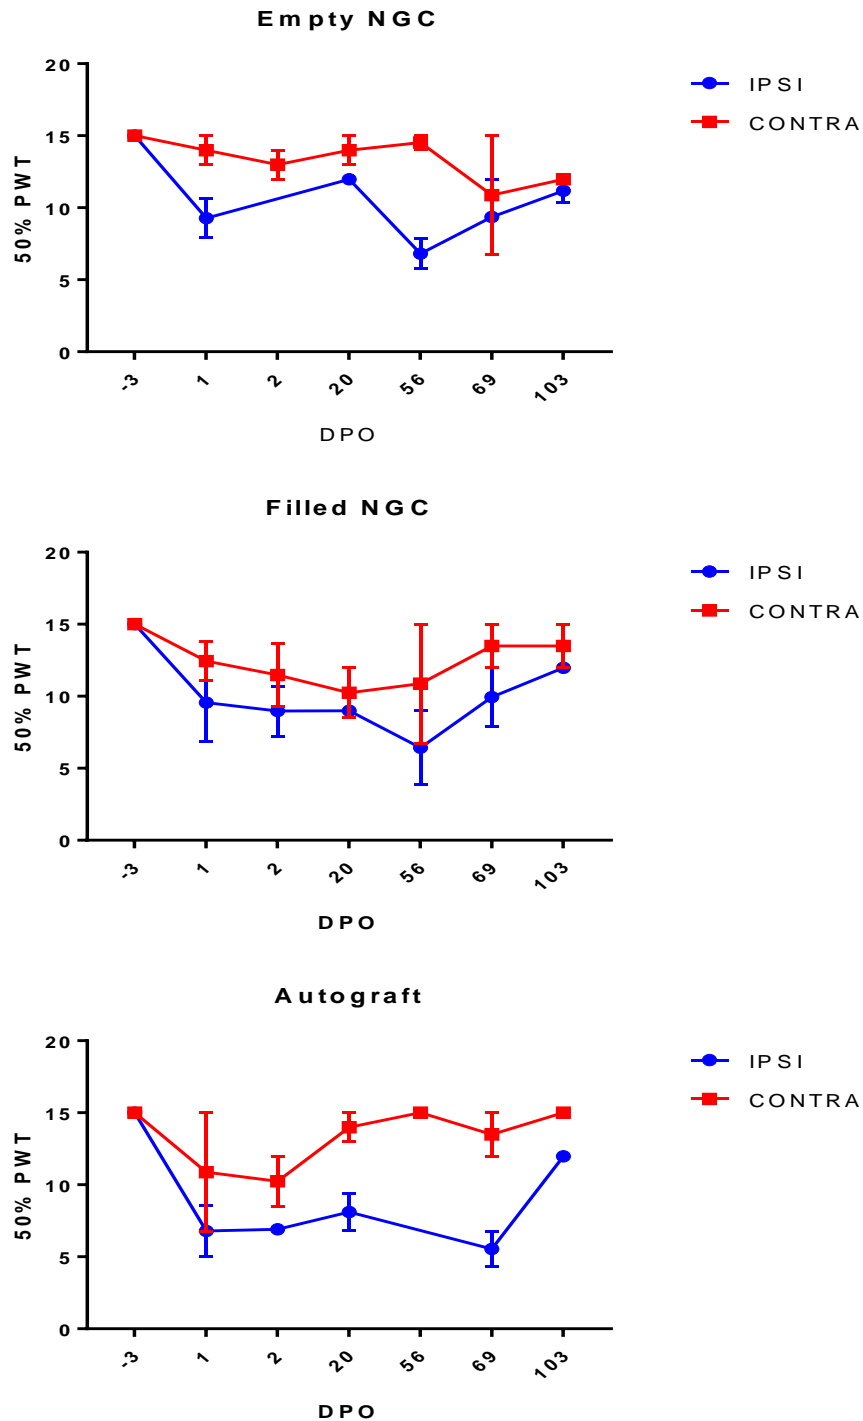 Empty NGC
20
15
10
5
0
50% PWT
-3 1 2 20 56 69 103
DPO
IPSI
CONTRA
Filled NGC
20
15
10
5
0
50% PWT
-3 1 2 20 56 69 103
DPO
IPSI
CONTRA
Autograft
20
15
10
5
0
50% PWT
-3 1 2 20 56 69 103
DPO
IPSI
CONTRA